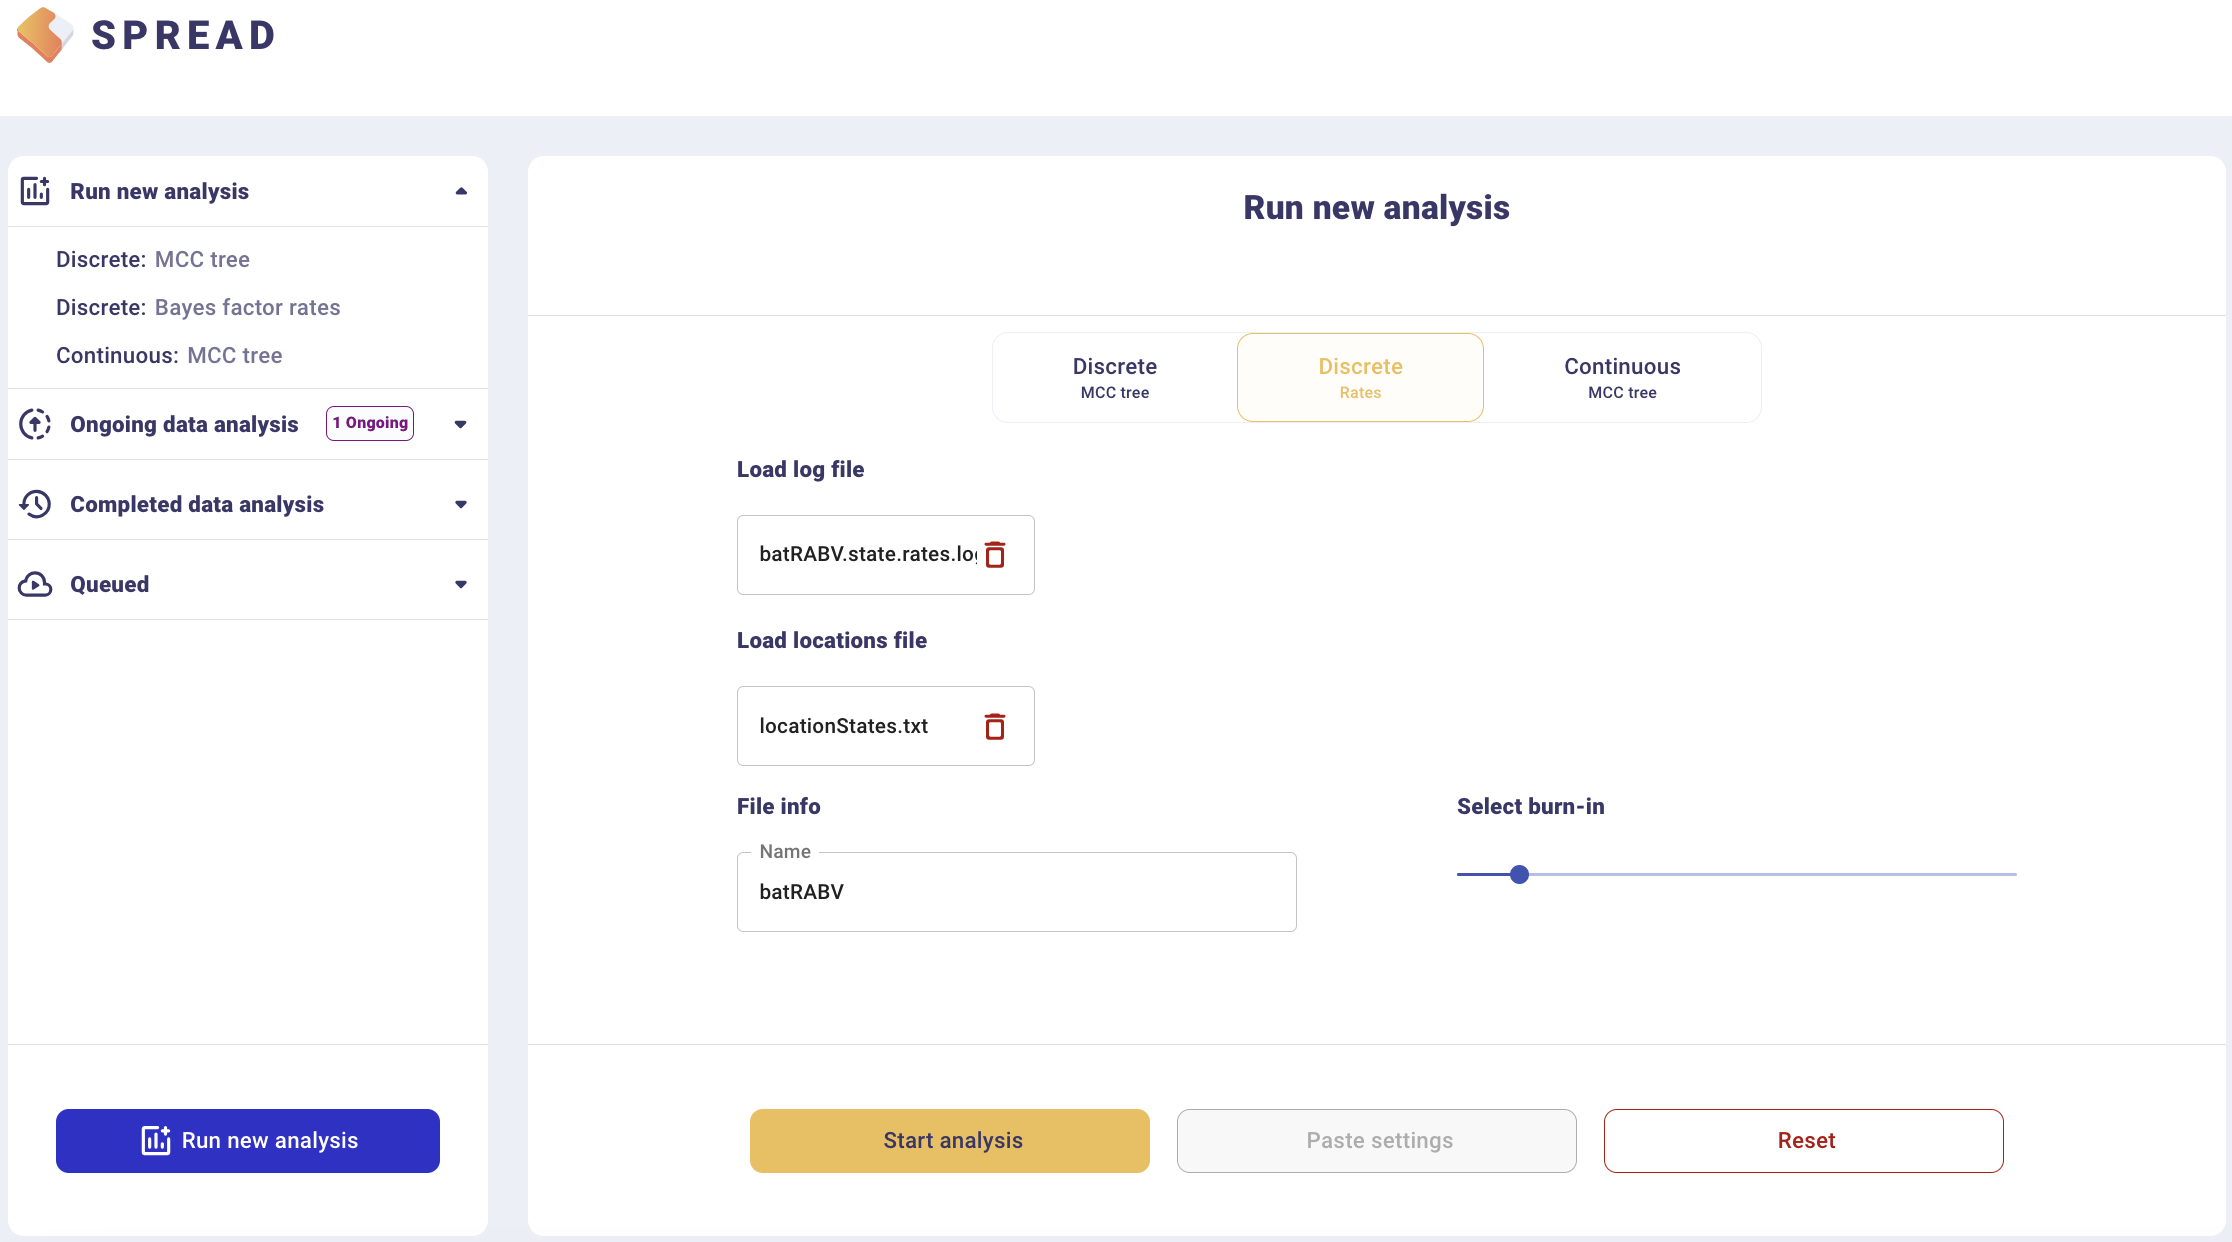 SPREAD
Run new analysis
Discrete: MCC tree
Discrete: Bayes factor rates
Continuous: MCC tree
Ongoing data analysis 1 Ongoing
Completed data analysis
Queued
Run new analysis
Run new analysis
Discrete
MCC tree
Discrete
Rates
Continuous
MCC tree
Load log file
batRABV.state.rates.log
Load locations file
locationStates.txt
File info
Name
batRABV
Select burn-in
Start analysis
Paste settings
Reset